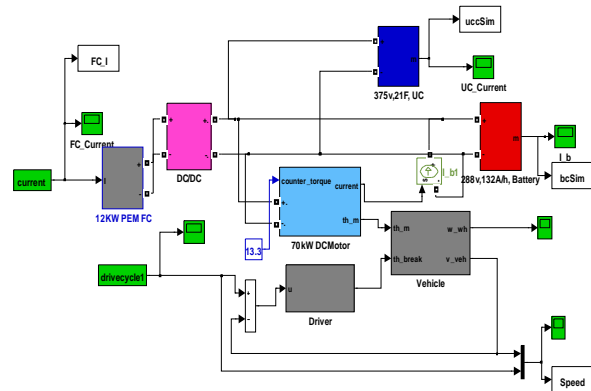 uccSim
FC_I
UC_Current
375v,21F, UC
FC_Current
+
+
+.
+
-
-
-.
-
m
I_b
DC/DC
current
I
12KW PEM FC
I_b1
288v,132A/h, Battery
bcSim
counter_torque
current
+.
-.
th_m
13.3
70kW DCMotor
th_m
w_wh
th_break
v_veh
Vehicle
drivecycle1
+
-
u
Driver
Speed